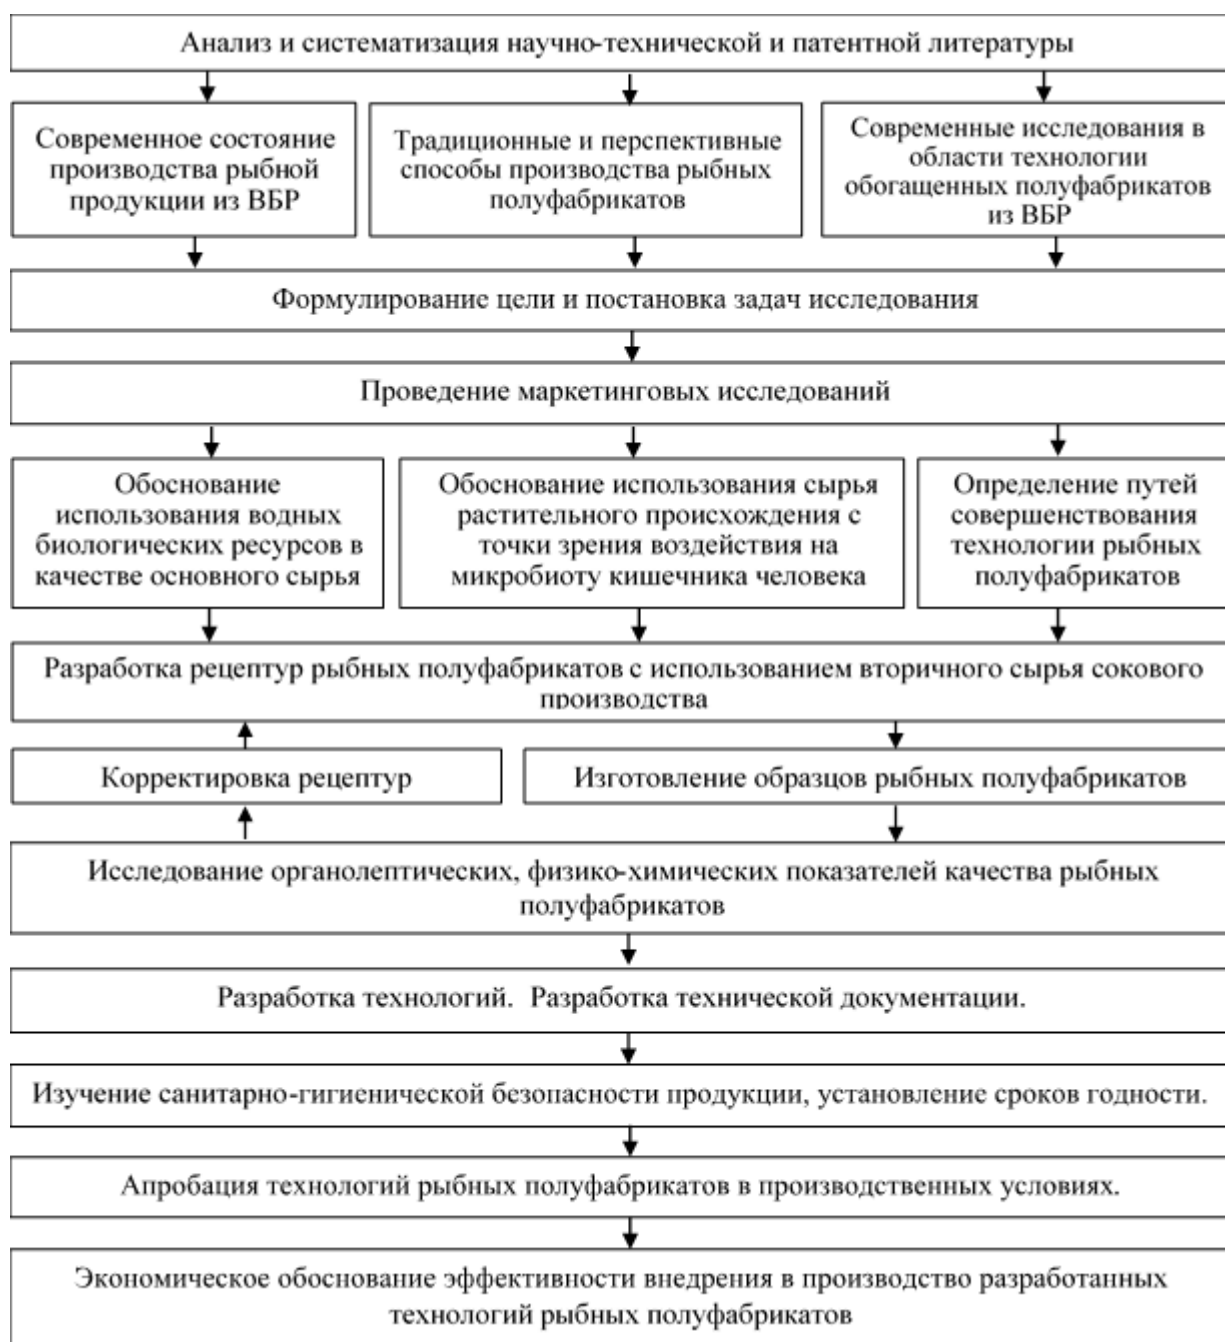 Анализ и систематизация научно-технической и патентной литературы
Современное состояние
производства рыбной
продукции из ВБР
Традиционные и перспективные
способы производства рыбных
полуфабрикатов
Современные исследования в
области технологии
обогащенных полуфабрикатов
из ВБР
Формулирование цели и постановка задач исследования
Проведение маркетинговых исследований
Обоснование
использования водных
биологических ресурсов в
качестве основного сырья
Обоснование использования сырья
растительного происхождения с
точки зрения воздействия на
микробиоту кишечника человека
Определение путей
совершенствования
технологии рыбных
полуфабрикатов
Разработка рецептур рыбных полуфабрикатов с использованием вторичного сырья сокового
производства
Корректировка рецептур
Изготовление образцов рыбных полуфабрикатов
Исследование органолептических, физико-химических показателей качества рыбных
полуфабрикатов
Разработка технологий. Разработка технической документации.
Изучение санитарно-гигиенической безопасности продукции, установление сроков годности.
Апробация технологий рыбных полуфабрикатов в производственных условиях.
Экономическое обоснование эффективности внедрения в производство разработанных
технологий рыбных полуфабрикатов